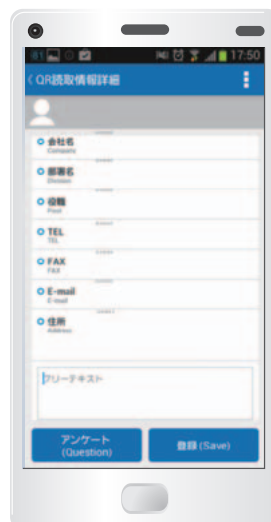 17:50
QR読取情報詳細
会社名
Company
部署名
Division
役職
Post
TEL
TEL
FAX
FAX
E-mail
E-mail
住所
Address
フリーテキスト
アンケート
(Question)
登録(Save)